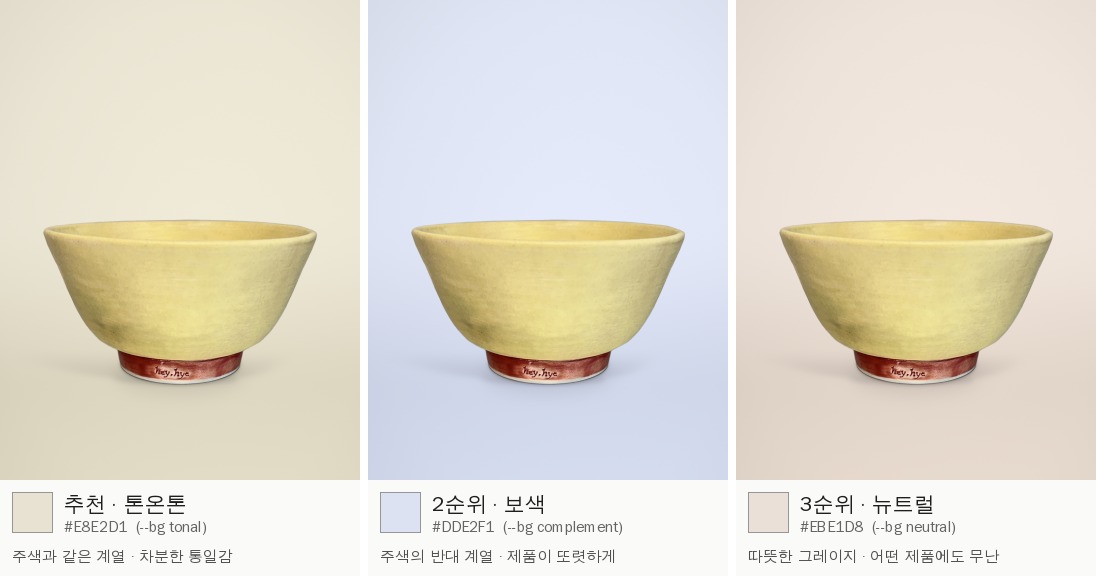 hey.hye
hey.hye
hey.hye
추천 · 톤온톤
#E8E2D1 (--bg tonal)
주색과 같은 계열 · 차분한 통일감
2순위 · 보색
#DDE2F1 (--bg complement)
주색의 반대 계열 · 제품이 또렷하게
3순위 · 뉴트럴
#EBE1D8 (--bg neutral)
따뜻한 그레이지 · 어떤 제품에도 무난